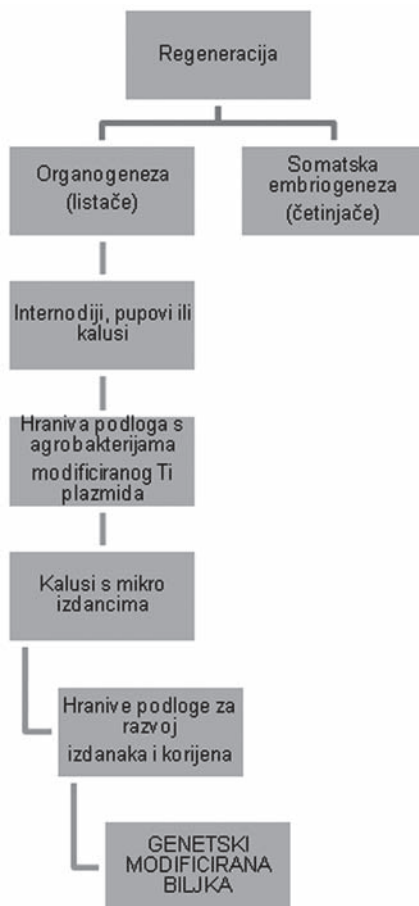 Regeneracija
Organogeneza
(listače)
Somatska
embriogeneza
(četinjače)
Internodiji, pupovi ili
kalusi
Hraniva podloga s
agrobakterijama
modificiranog Ti
plazmida
Kalusi s mikro
izdancima
Hranive podloge za
razvoj
izdanaka i korijena
GENETSKI
MODIFICIRANA
BILJKA